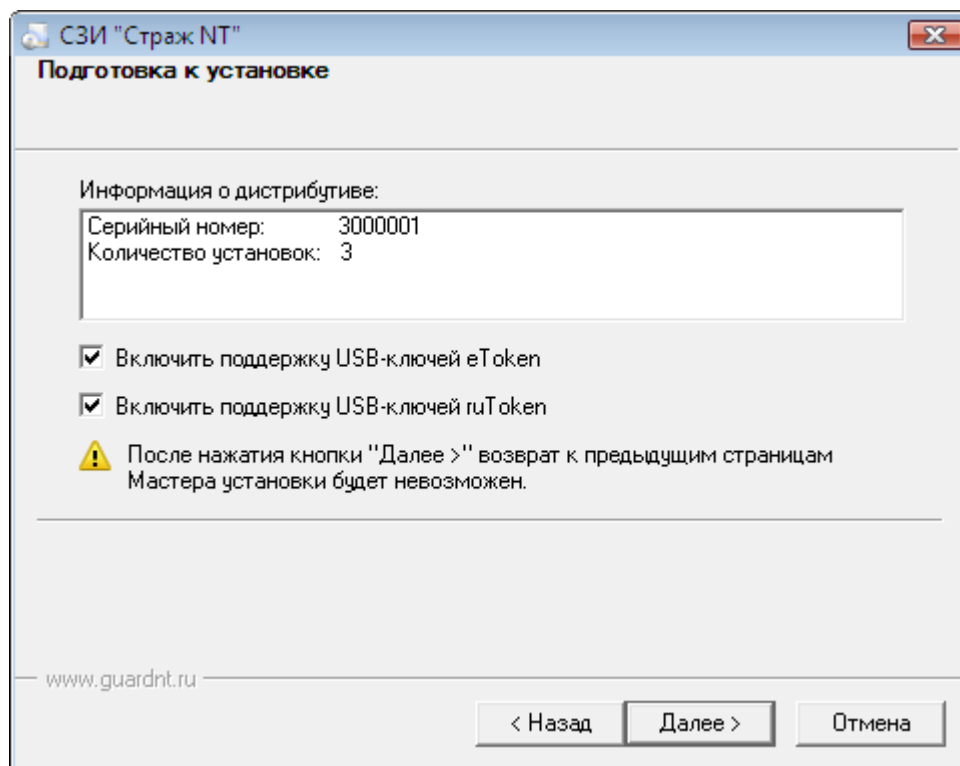 СЗИ "Страж NT"
Подготовка к установке
Информация о дистрибутиве:
Серийный номер: 3000001
Количество установок: 3
Включить поддержку USB-ключей eToken
Включить поддержку USB-ключей ruToken
После нажатия кнопки "Далее >" возврат к предыдущим страницам
Мастера установки будет невозможен.
www.guardnt.ru
< Назад Далее > Отмена